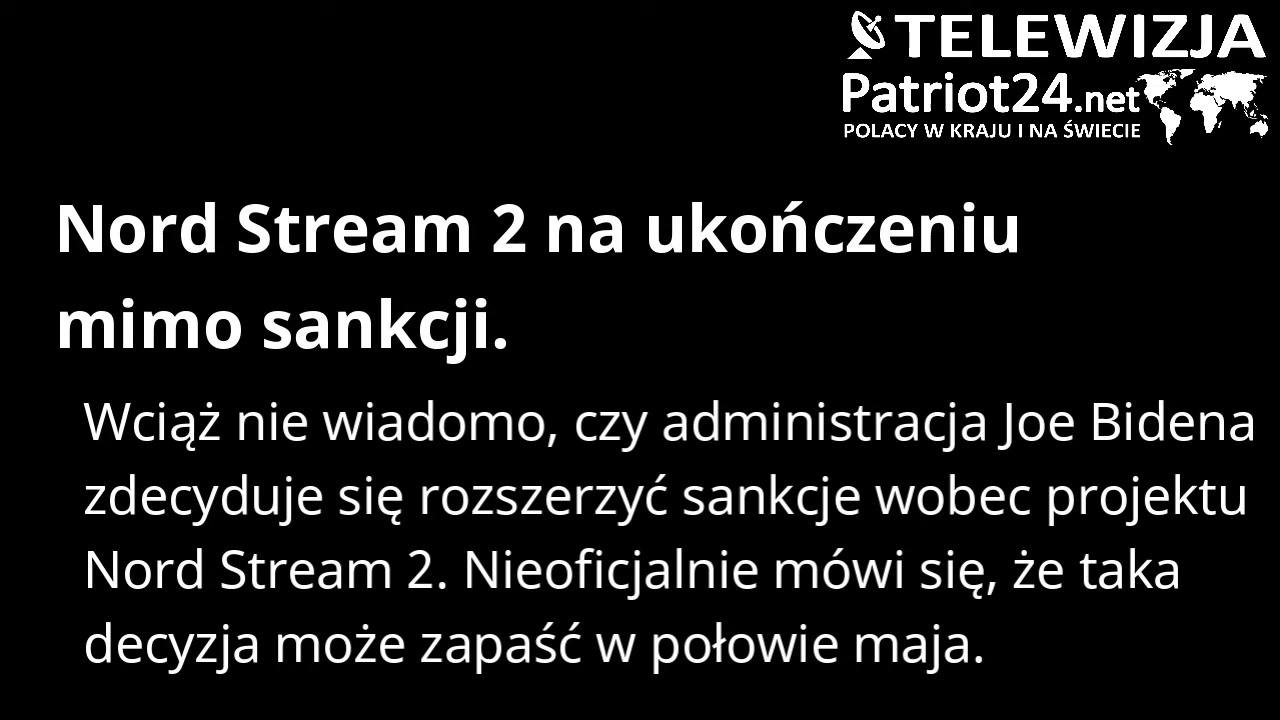 TELEWIZJA
Patriot24.net
POLACY W KRAJU I NA ŚWIECIE
Nord Stream 2 na ukończeniu
mimo sankcji.
Wciąż nie wiadomo, czy administracja Joe Bidena
zdecyduje się rozszerzyć sankcje wobec projektu
Nord Stream 2. Nieoficjalnie mówi się, że taka
decyzja może zapaść w połowie maja.